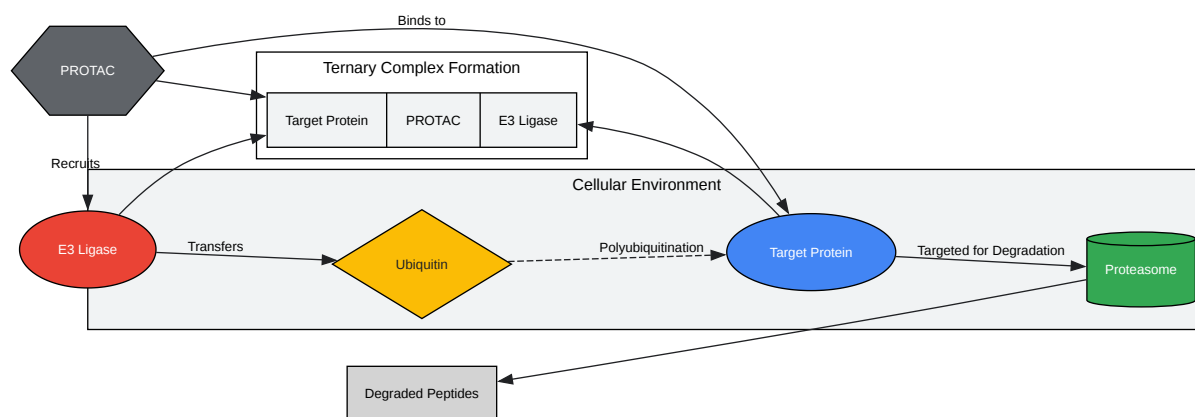 Binds to
PROTAC
Ternary Complex Formation
Target Protein
PROTAC
E3 Ligase
Recruits
Cellular Environment
E3 Ligase
Transfers
Ubiquitin
Polyubiquitination
Target Protein
Targeted for Degradation
Proteasome
Degraded Peptides